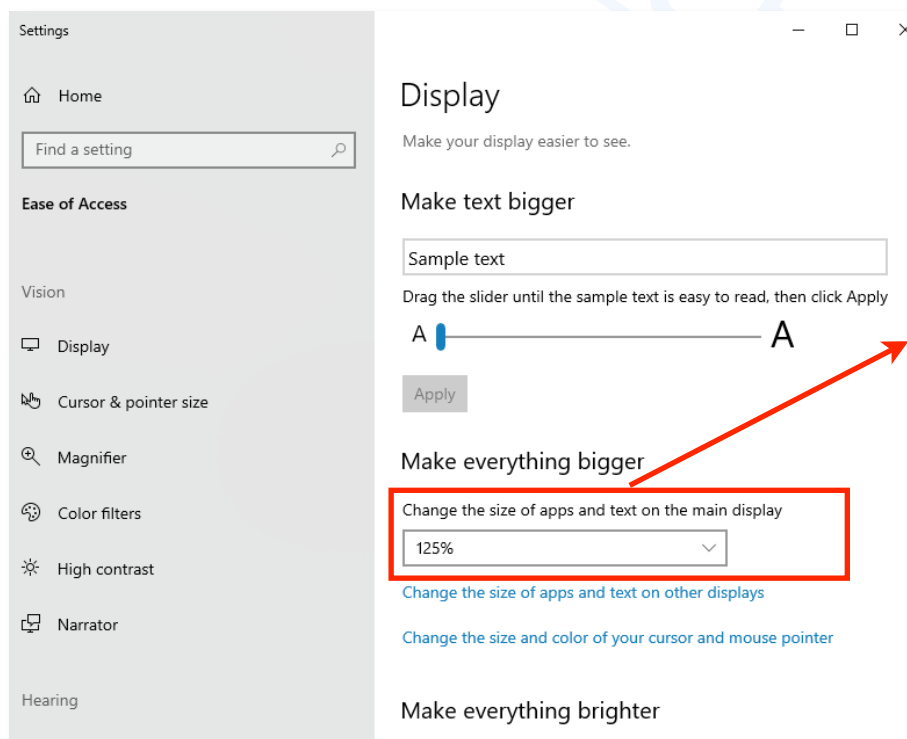 Settings
Home
Find a setting
Ease of Access
Vision
Display
Cursor & pointer size
Magnifier
Color filters
High contrast
Narrator
Hearing
Display
Make your display easier to see.
Make text bigger
Sample text
Drag the slider until the sample text is easy to read, then click Apply
A A
Apply
Make everything bigger
Change the size of apps and text on the main display
125%
Change the size of apps and text on other displays
Change the size and color of your cursor and mouse pointer
Make everything brighter